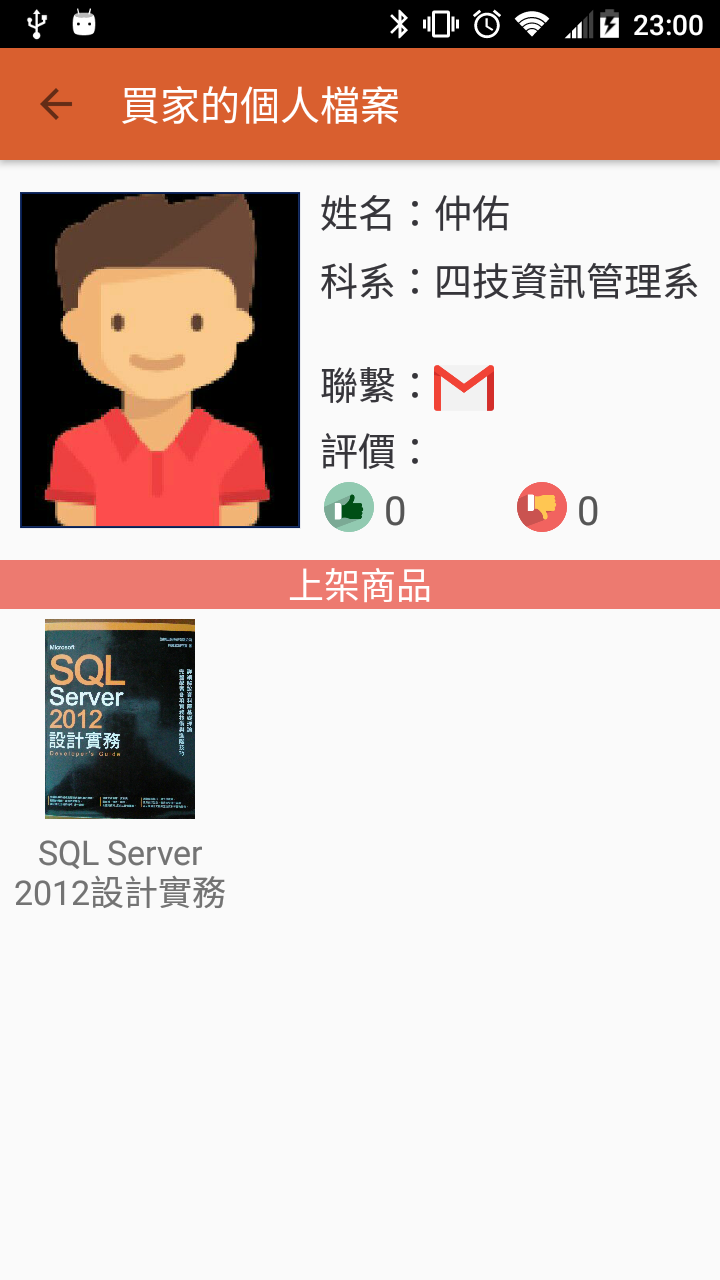 23:00
買家的個人檔案
姓名：仲佑
科系：四技資訊管理系
聯繫：
評價：
0
0
上架商品
Microsoft
SQL
Server
2012
設計實務
Developer's Guide
SQL Server
2012設計實務